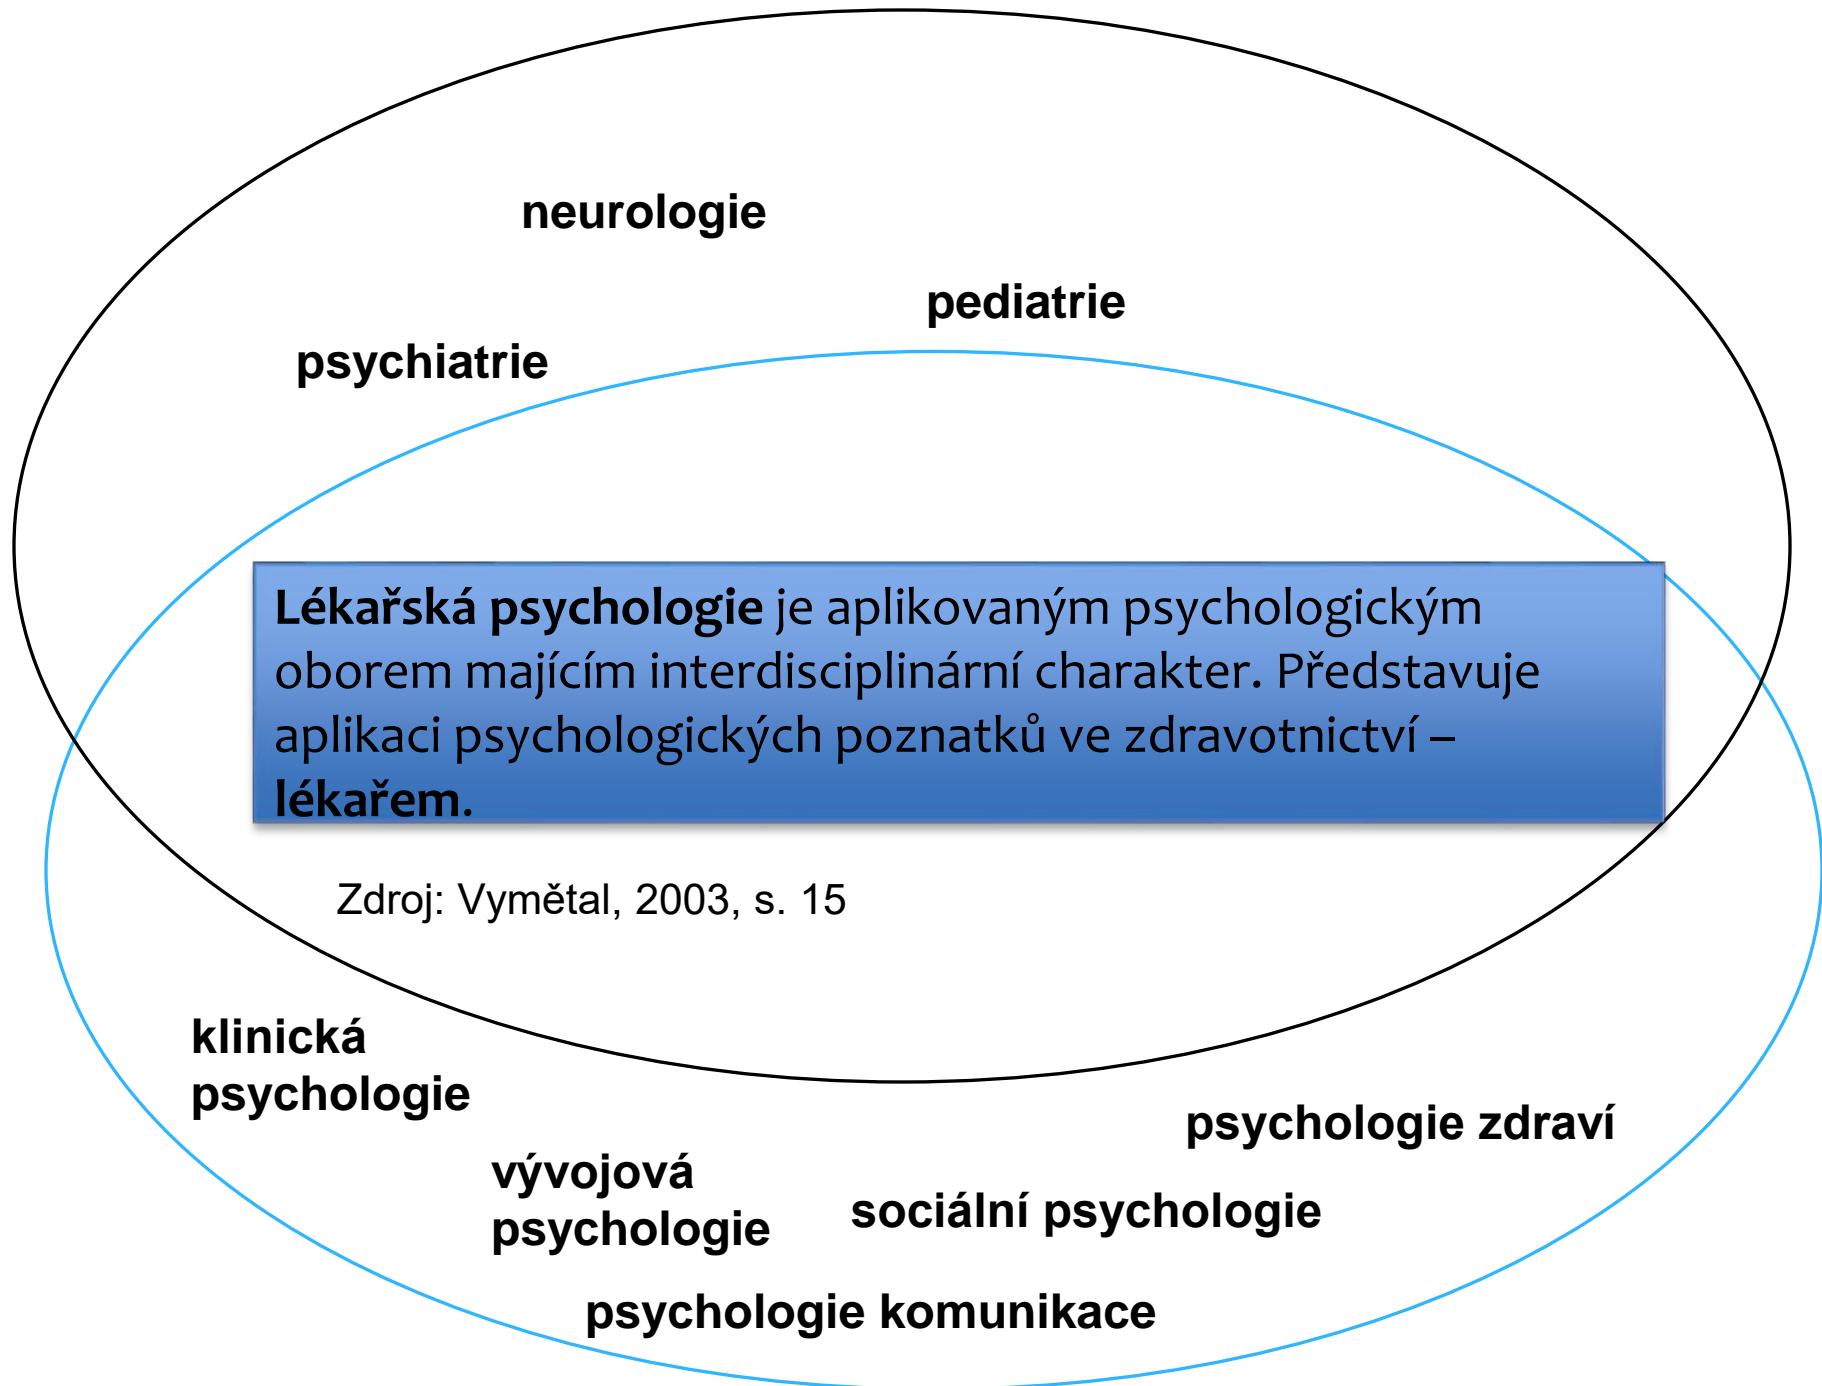 neurologie
pediatrie
psychiatrie
Lékařská psychologie je aplikovaným psychologickým
oborem majícím interdisciplinární charakter. Představuje
aplikaci psychologických poznatků ve zdravotnictví –
lékařem.
Zdroj: Vymětal, 2003, s. 15
klinická
psychologie
psychologie zdraví
vývojová
psychologie
sociální psychologie
psychologie komunikace